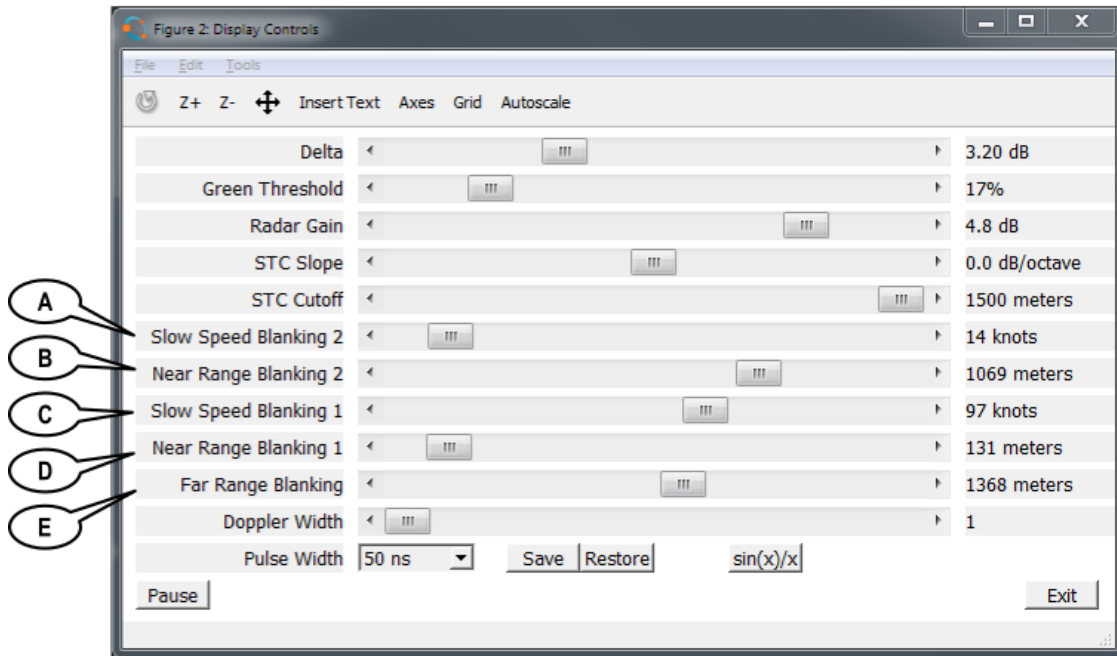 Figure 2: Display Controls
File Edit Tools
Z+ Z- Insert Text Axes Grid Autoscale
Delta 3.20 dB
Green Threshold 17%
Radar Gain 4.8 dB
STC Slope 0.0 dB/octave
A STC Cutoff 1500 meters
Slow Speed Blanking 2 14 knots
B Near Range Blanking 2 1069 meters
C Slow Speed Blanking 1 97 knots
Near Range Blanking 1 131 meters
D Far Range Blanking 1368 meters
E Doppler Width 1
Pulse Width 50 ns Save Restore sin(x)/x
Pause Exit